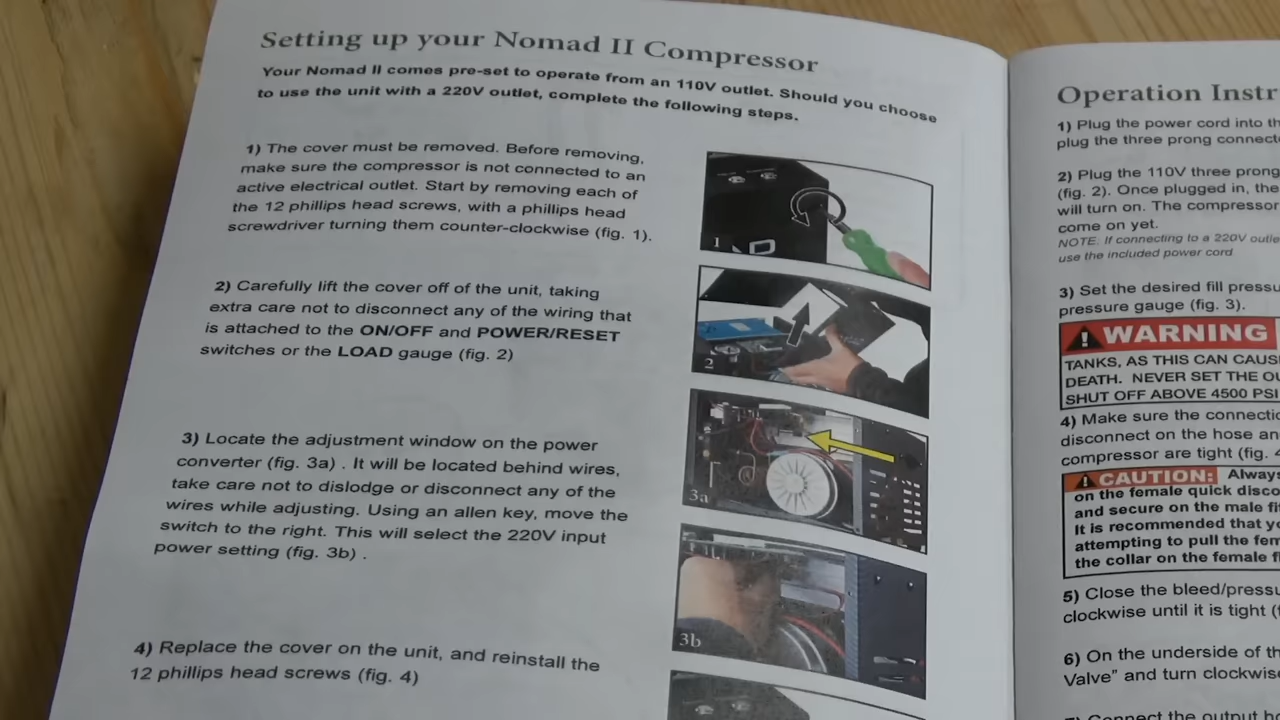 Setting up your Nomad II Compressor
Your Nomad II comes pre-set to operate from an 110V outlet. Should you choose
to use the unit with a 220V outlet, complete the following steps.
1) The cover must be removed. Before removing,
make sure the compressor is not connected to an
active electrical outlet. Start by removing each of
the 12 phillips head screws, with a phillips head
screwdriver turning them counter-clockwise (fig. 1).
1
2) Carefully lift the cover off of the unit, taking
extra care not to disconnect any of the wiring that
is attached to the ON/OFF and POWER/RESET
switches or the LOAD gauge (fig. 2)
2
3) Locate the adjustment window on the power
converter (fig. 3a) . It will be located behind wires,
take care not to dislodge or disconnect any of the
wires while adjusting. Using an allen key, move the
switch to the right. This will select the 220V input
power setting (fig. 3b) .
3a
3b
4) Replace the cover on the unit, and reinstall the
12 phillips head screws (fig. 4)
Operation Instr
1) Plug the power cord into th
plug the three prong connect
2) Plug the 110V three prong
(fig. 2). Once plugged in, the
will turn on. The compressor
come on yet.
NOTE: If connecting to a 220V outle
use the included power cord
3) Set the desired fill pressu
pressure gauge (fig. 3).
WARNING
TANKS, AS THIS CAN CAUS
DEATH. NEVER SET THE OU
SHUT OFF ABOVE 4500 PSI
4) Make sure the connectio
disconnect on the hose an
compressor are tight (fig. 4
CAUTION: Always
on the female quick disco
and secure on the male fi
It is recommended that yo
attempting to pull the fem
the collar on the female f
5) Close the bleed/pressu
clockwise until it is tight (
6) On the underside of th
Valve" and turn clockwise
7) Connect the output ho